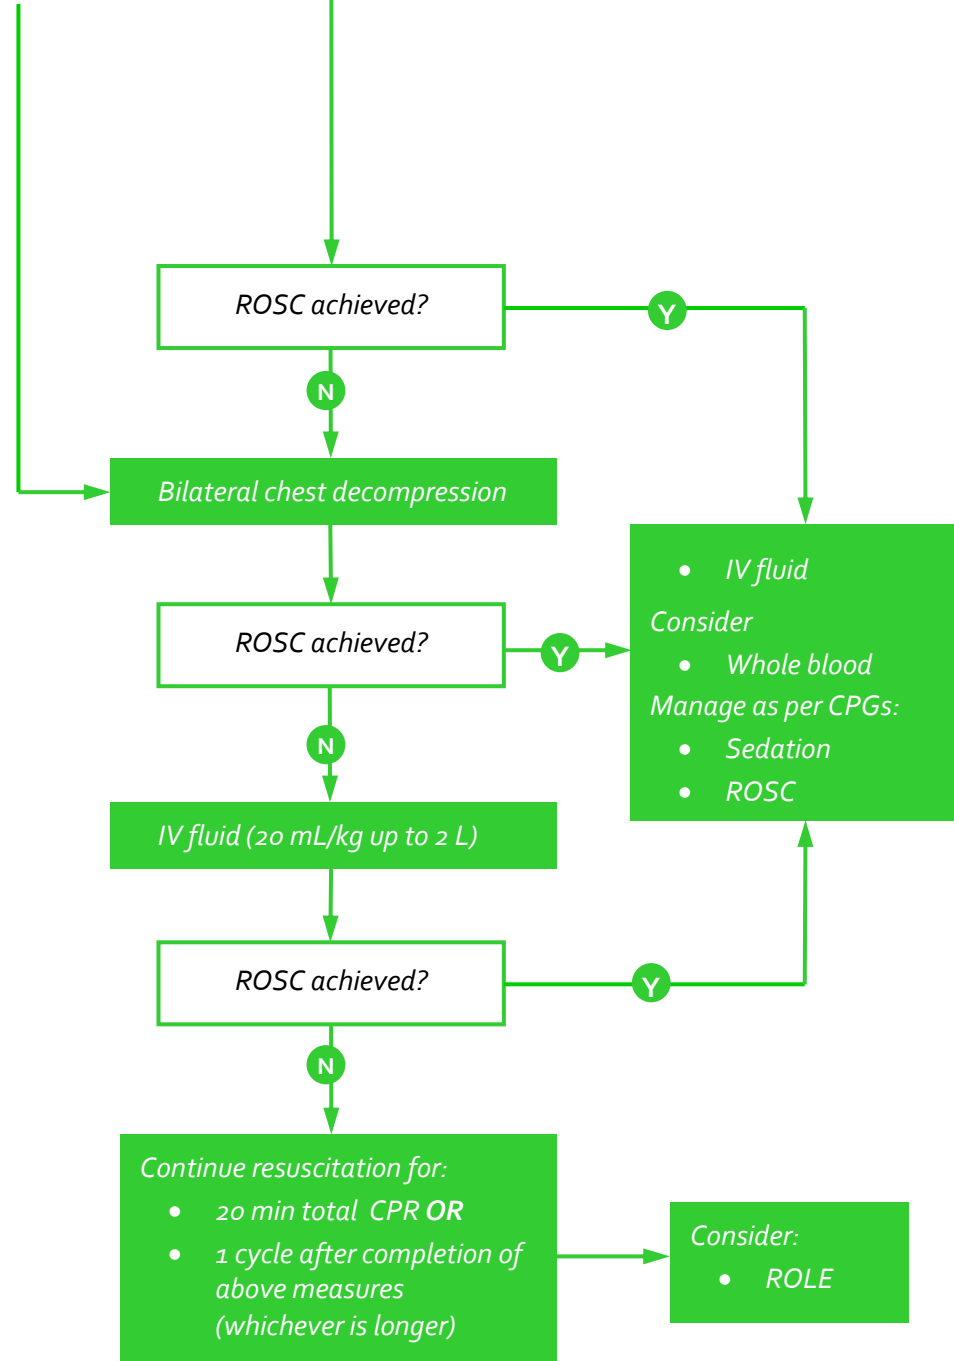 ROSC achieved?
Y
N
Bilateral chest decompression
ROSC achieved?
Y
N
• IV fluid
Consider
• Whole blood
Manage as per CPGs:
• Sedation
• ROSC
IV fluid (20 mL/kg up to 2 L)
ROSC achieved?
Y
N
Continue resuscitation for:
• 20 min total CPR OR
• 1 cycle after completion of
above measures
(whichever is longer)
Consider:
• ROLE